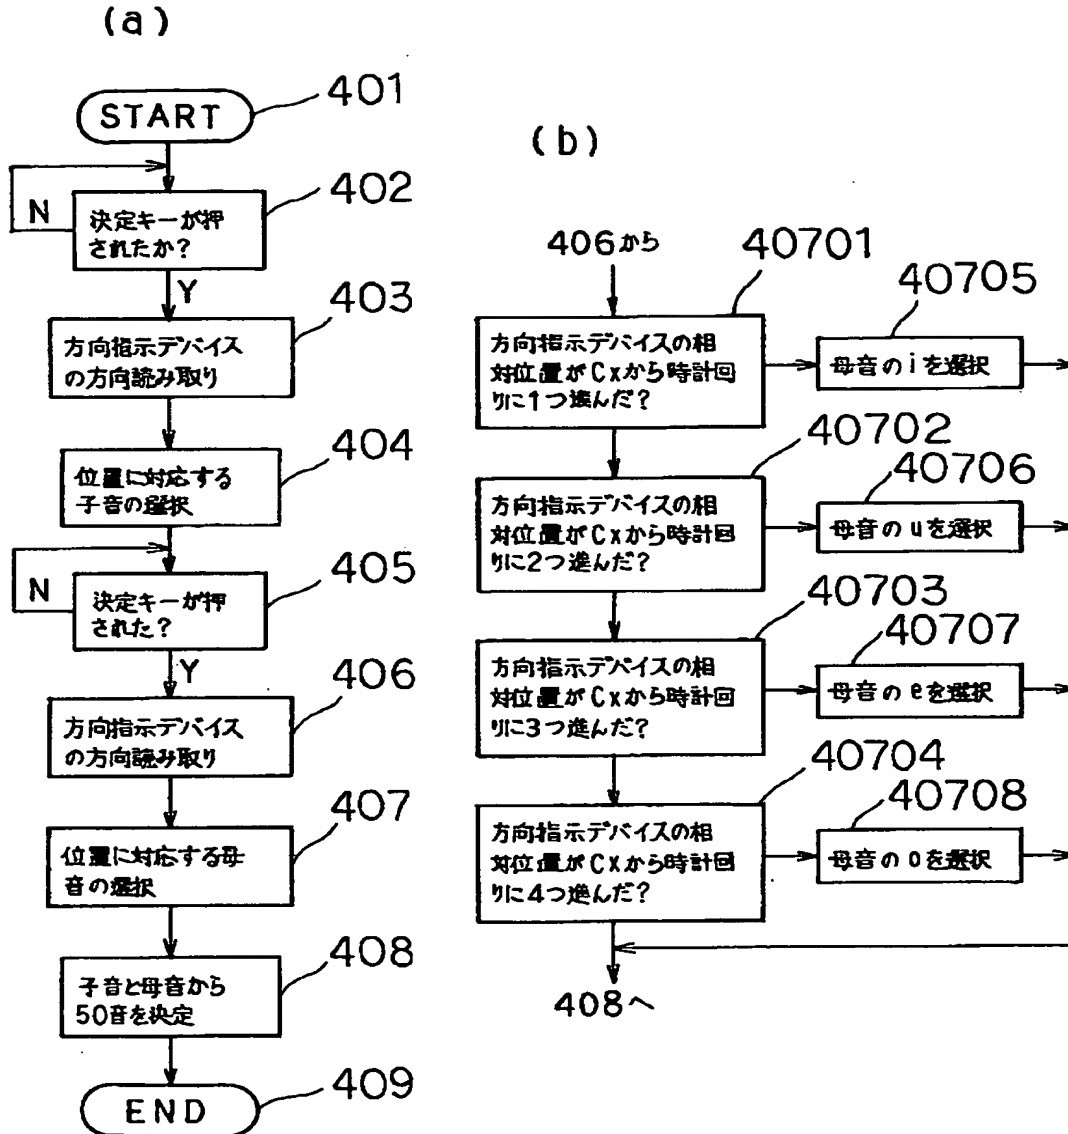 (a)
START
401
N
決定キーが押
されたか?
402
Y
方向指示デバイス
の方向読み取り
403
位置に対応する
子音の選択
404
N
決定キーが押
された?
405
Y
方向指示デバイス
の方向読み取り
406
位置に対応する母
音の選択
407
子音と母音から
50音を決定
408
END
409
(b)
406から
方向指示デバイスの相
対位置がCxから時計回
りに1つ進んだ?
40701
母音のiを選択
40705
方向指示デバイスの相
対位置がCxから時計回
りに2つ進んだ?
40702
母音のuを選択
40706
方向指示デバイスの相
対位置がCxから時計回
りに3つ進んだ?
40703
母音のeを選択
40707
方向指示デバイスの相
対位置がCxから時計回
りに4つ進んだ?
40704
母音のoを選択
40708
408へ